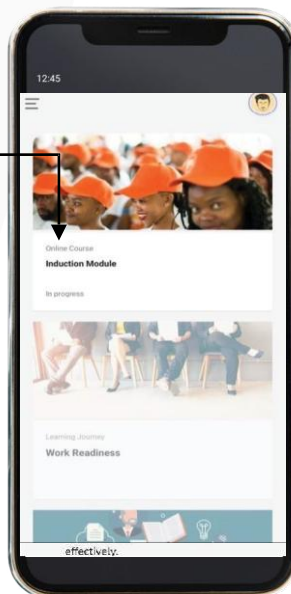 12:45
Online Course
Induction Module
In progress
Learning Journey
Work Readiness
effectively.